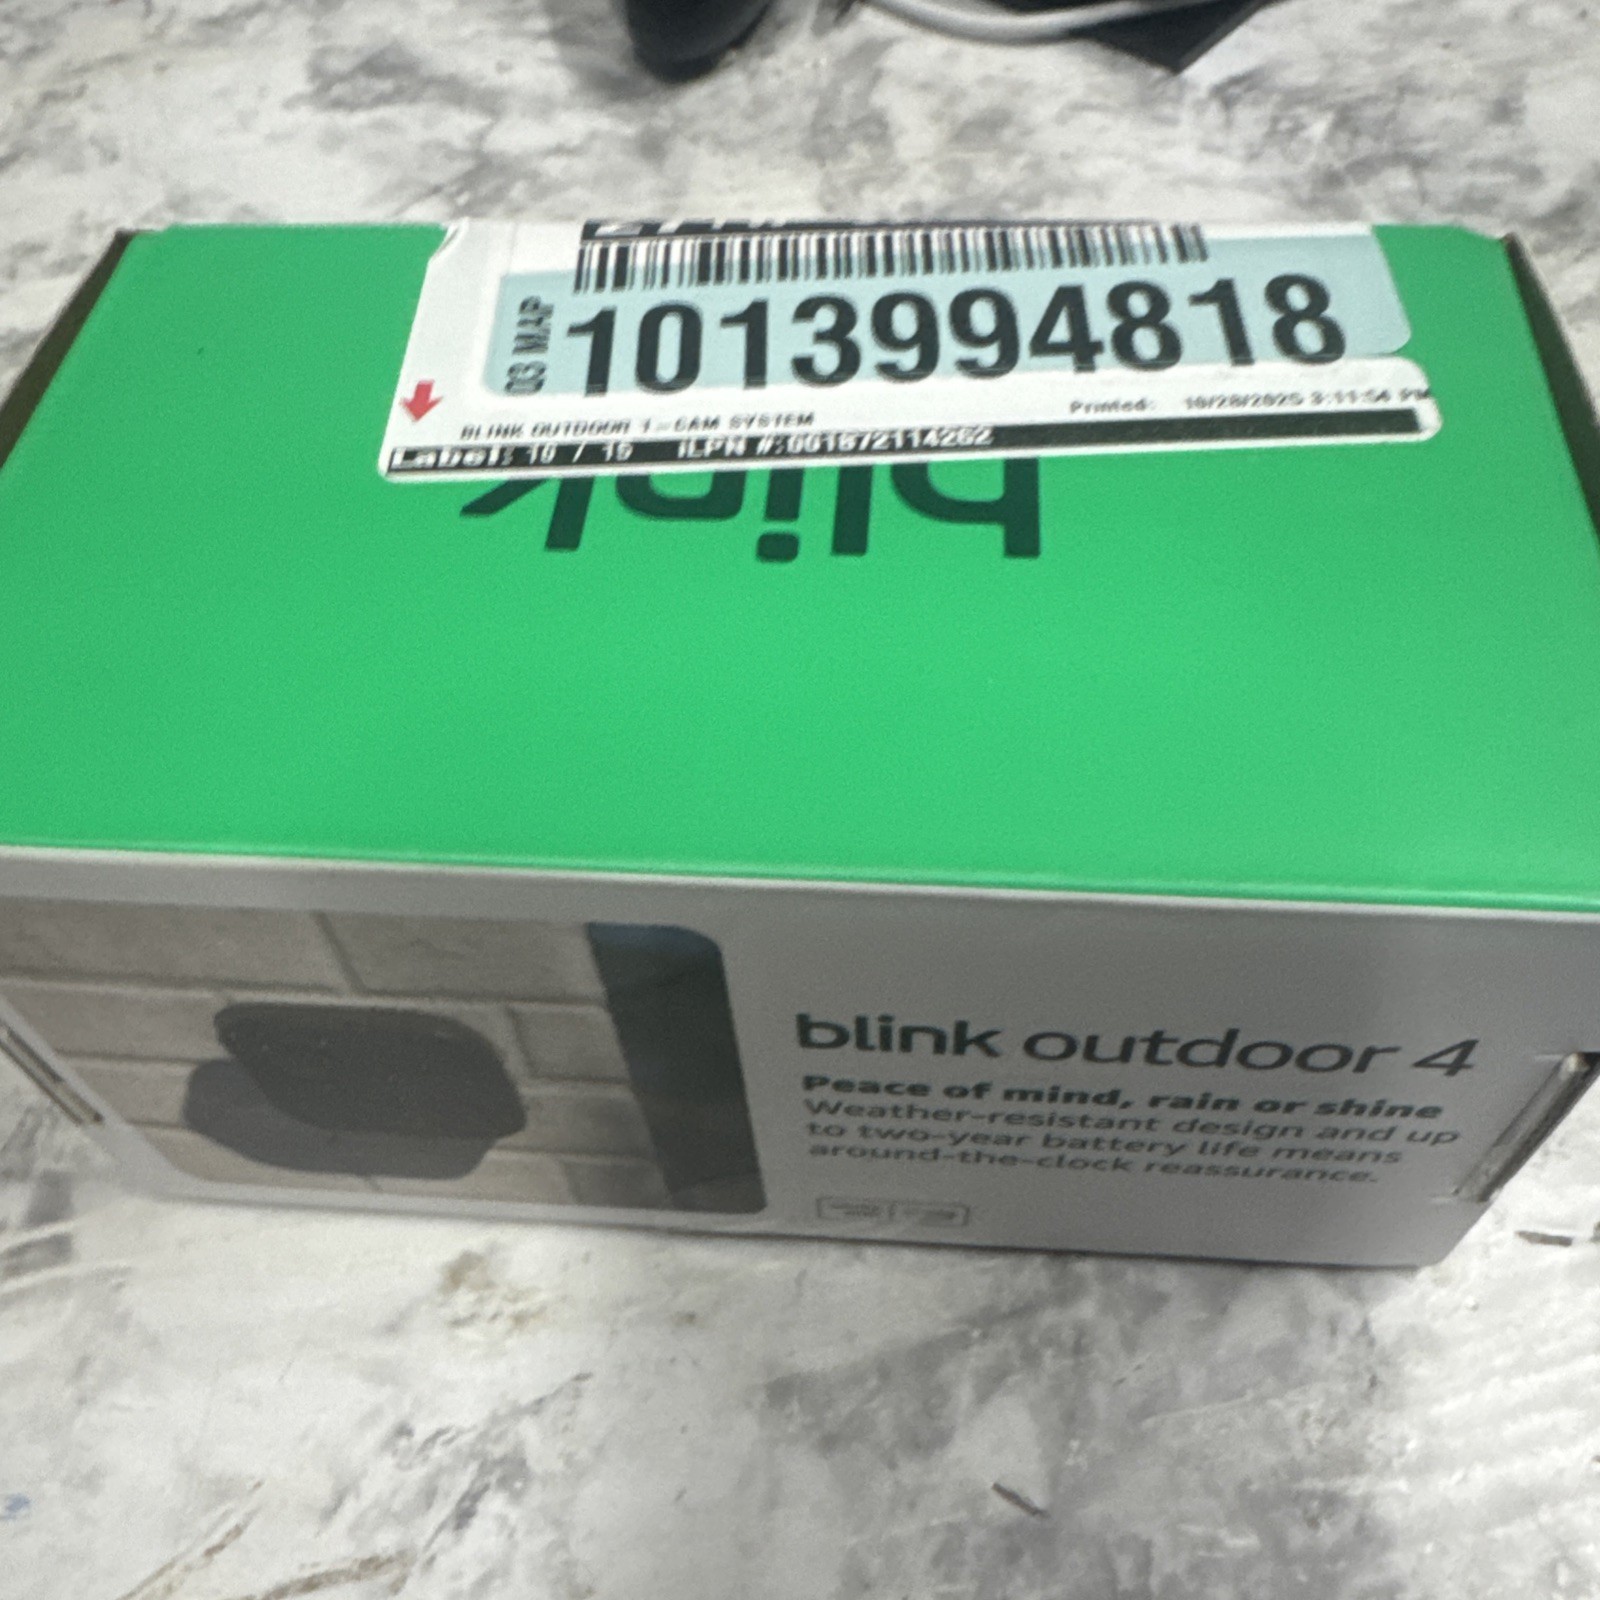 1013994818
BLINK OUTDOOR 1-CAM SYSTEM
Printed: 10/28/2025 3:11:54 PM
Label: 10 / 15 ILPN #:001672114262
blink
blink outdoor 4
Peace of mind, rain or shine
Weather-resistant design and up
to two-year battery life means
around-the-clock reassurance.